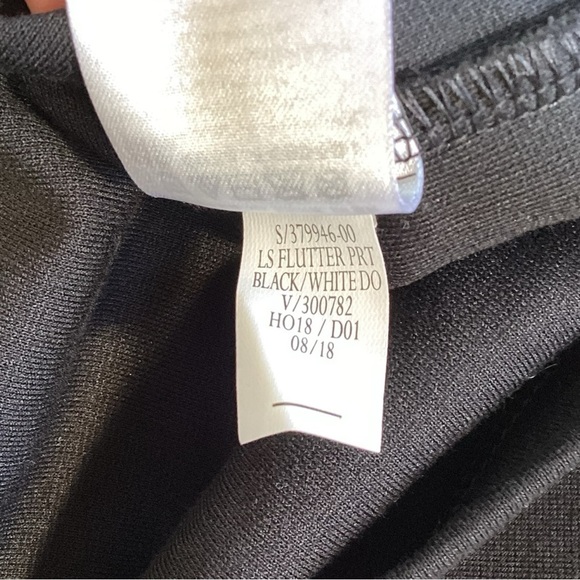 S/379946-00
LS FLUTTER PRT
BLACK/WHITE DO
V/300782
HO18 / D01
08/18